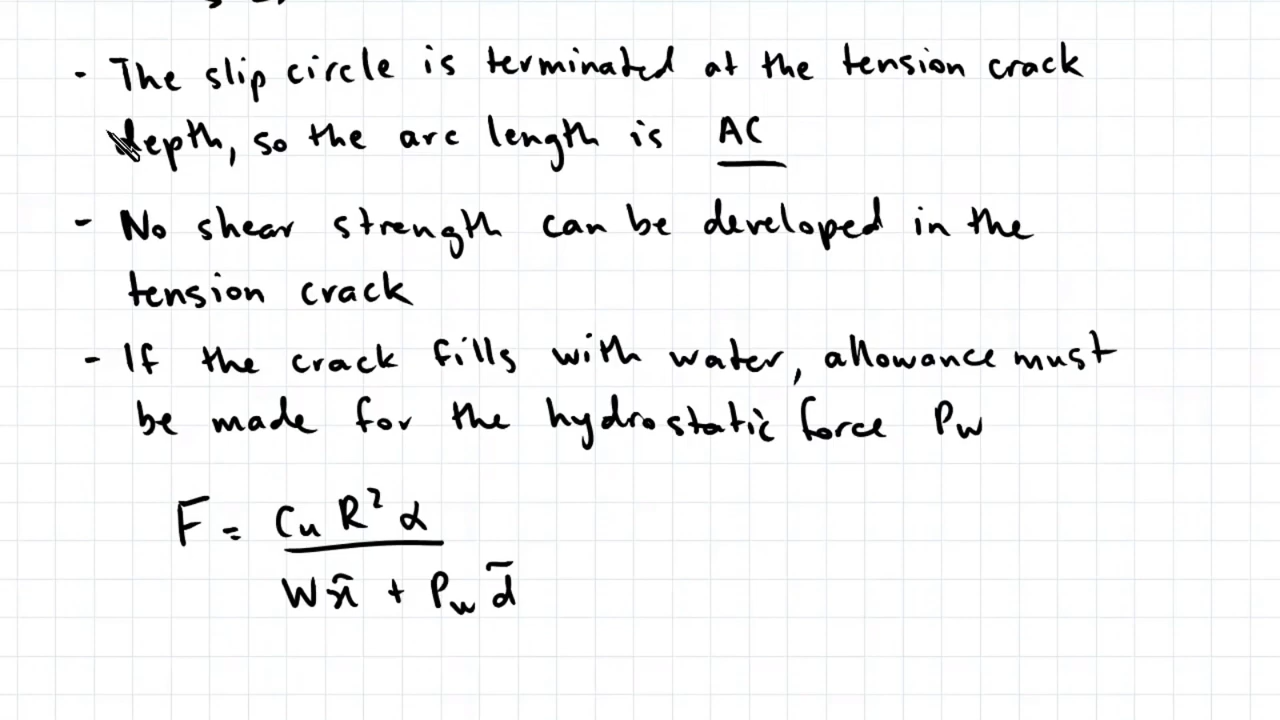 - The slip circle is terminated at the tension crack
depth, so the arc length is AC
- No shear strength can be developed in the
tension crack
- If the crack fills with water, allowance must
be made for the hydrostatic force Pw
F = Cu R² α
W x̄ + Pw d̄